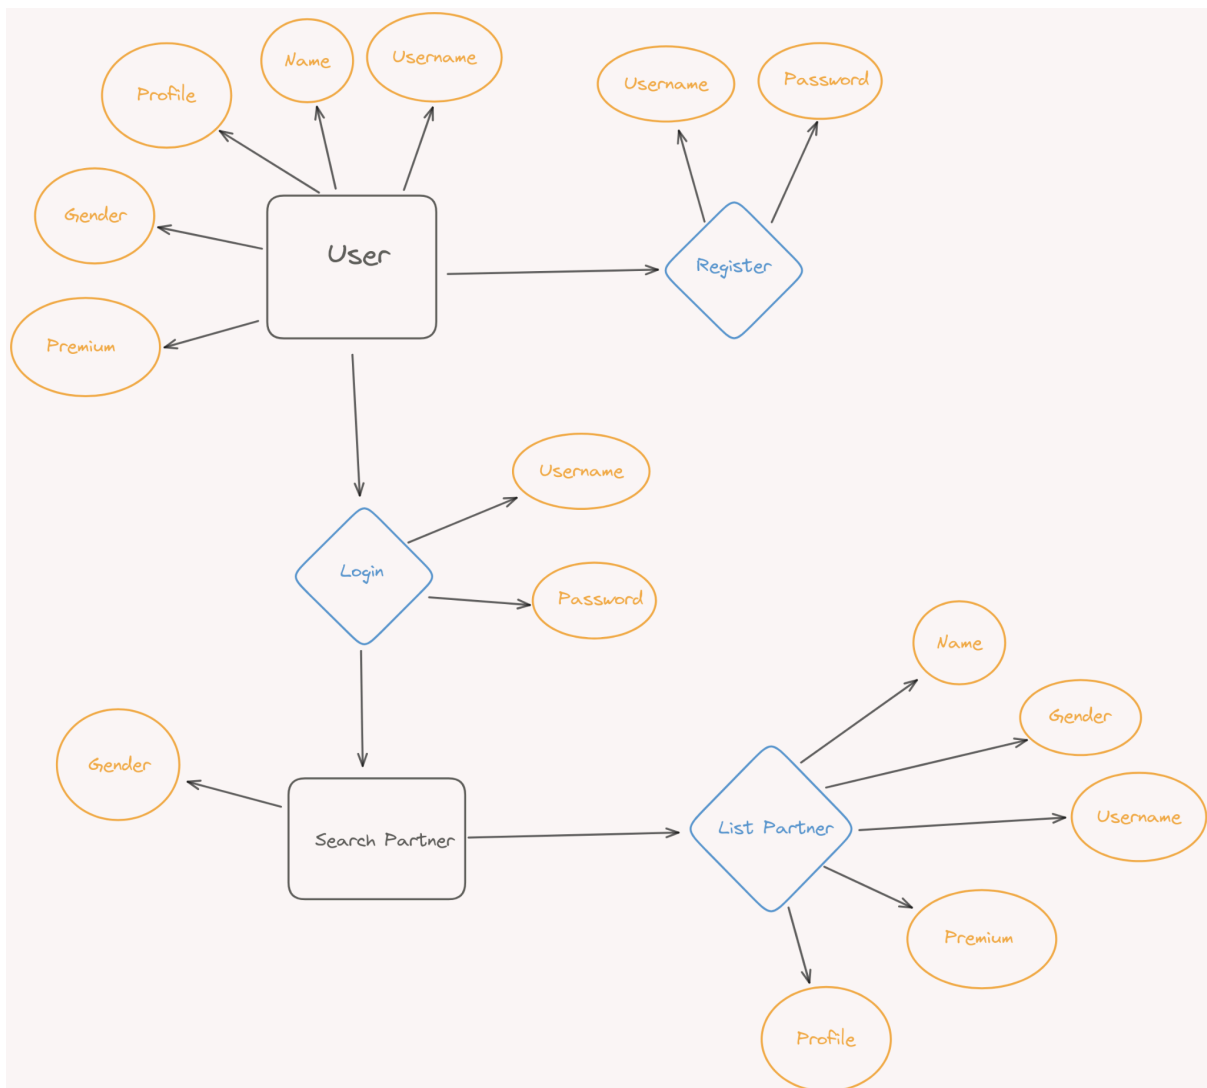 Name
Username
Profile
Username
Password
Gender
User
Register
Premium
Username
Login
Password
Name
Gender
Gender
Username
Search Partner
List Partner
Premium
Profile